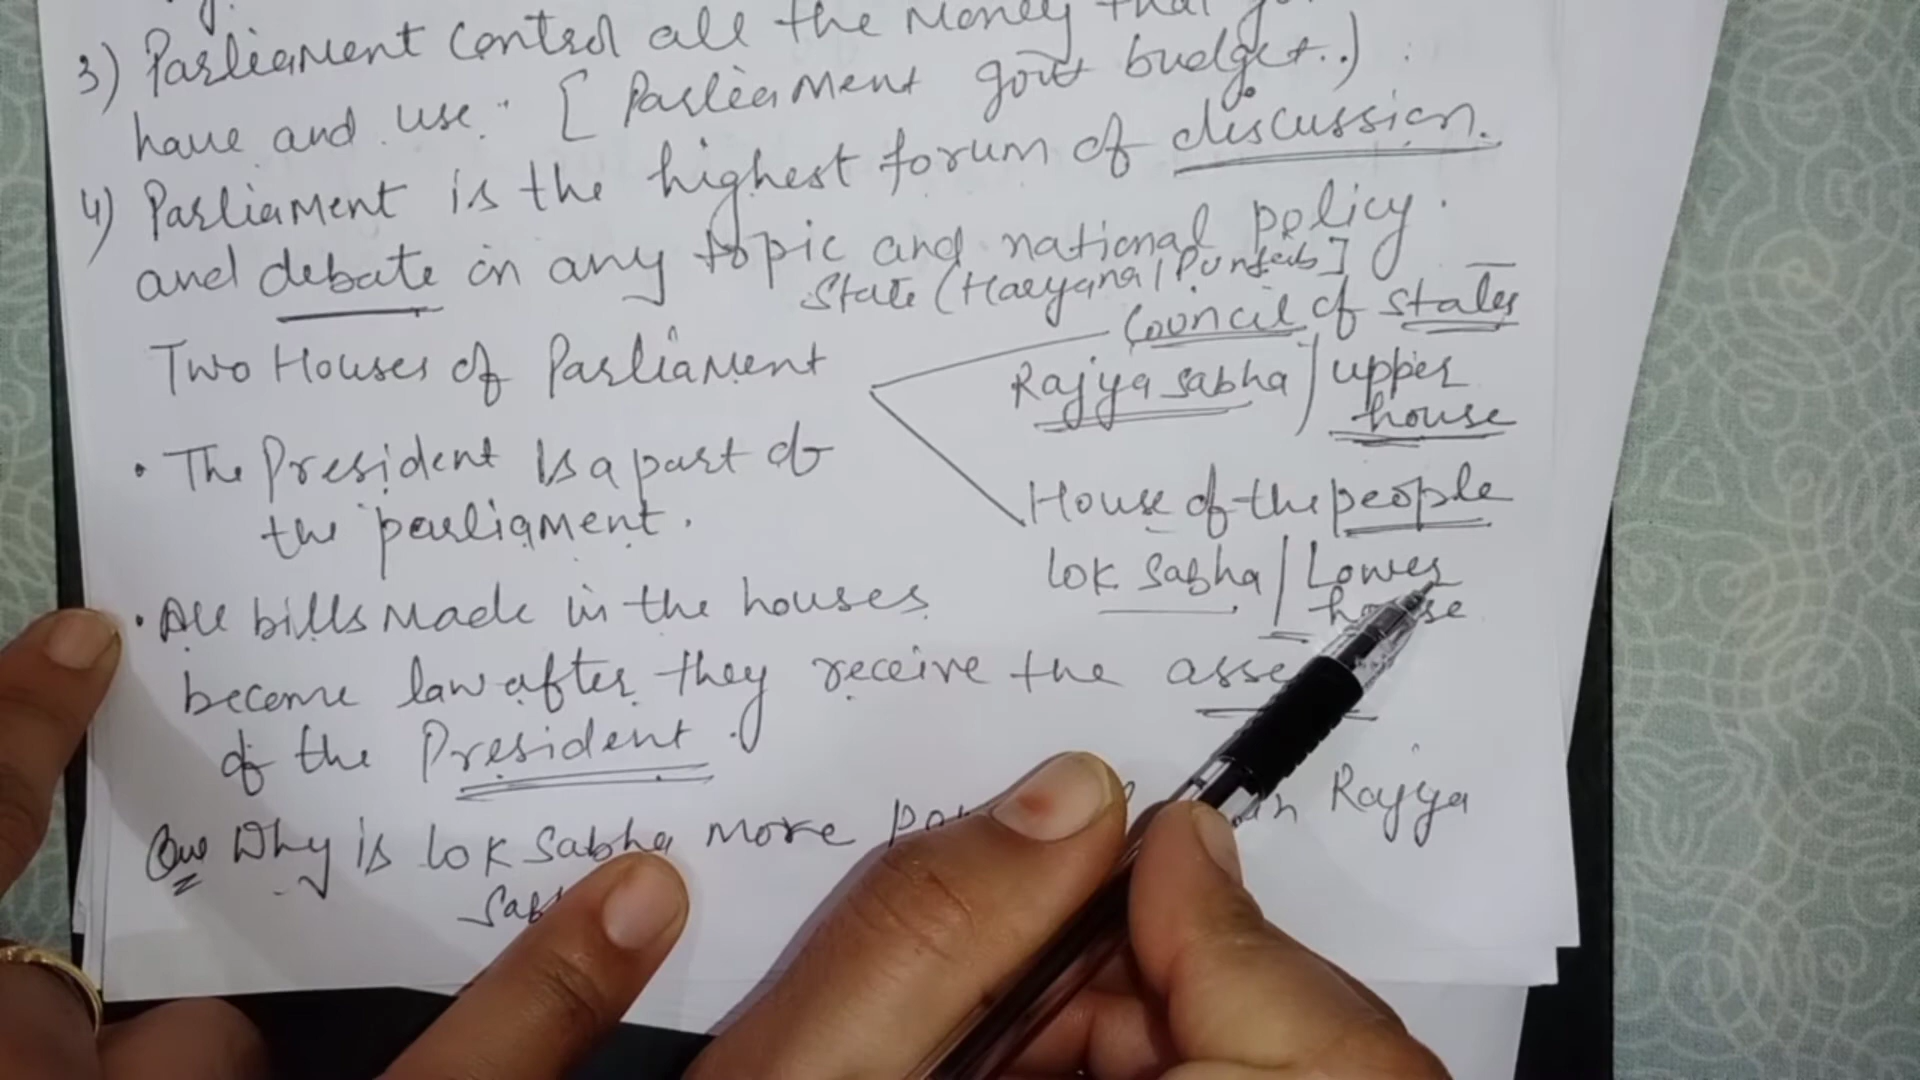 3) Parliament control all the Money that
have and use. [ Parliament govt budget..)
4) Parliament is the highest forum of discussion.
and debate on any topic and national policy.
State (Haryana / Punjab]
Council of states
Two Houses of Parliament
Rajya sabha / upper
house
• The President is a part of
the parliament.
House of the people
lok sabha / Lower
house
• All bills made in the houses
become law after they receive the
of the President.
Que Why is lok sabha more Rajya